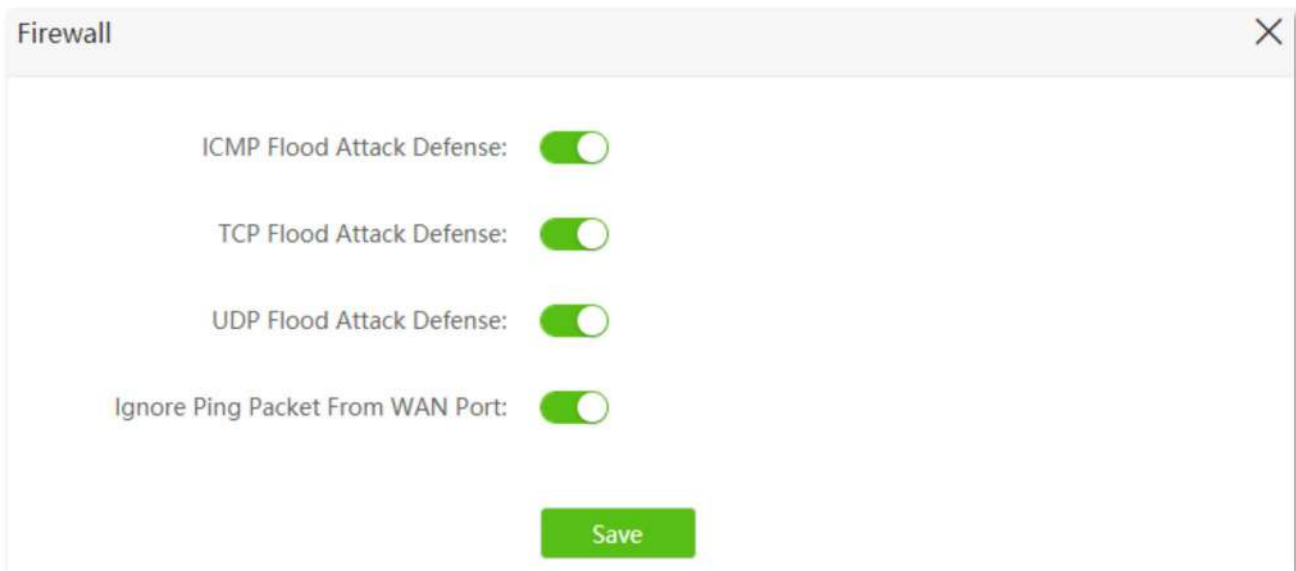 Firewall
ICMP Flood Attack Defense:
TCP Flood Attack Defense:
UDP Flood Attack Defense:
Ignore Ping Packet From WAN Port:
Save